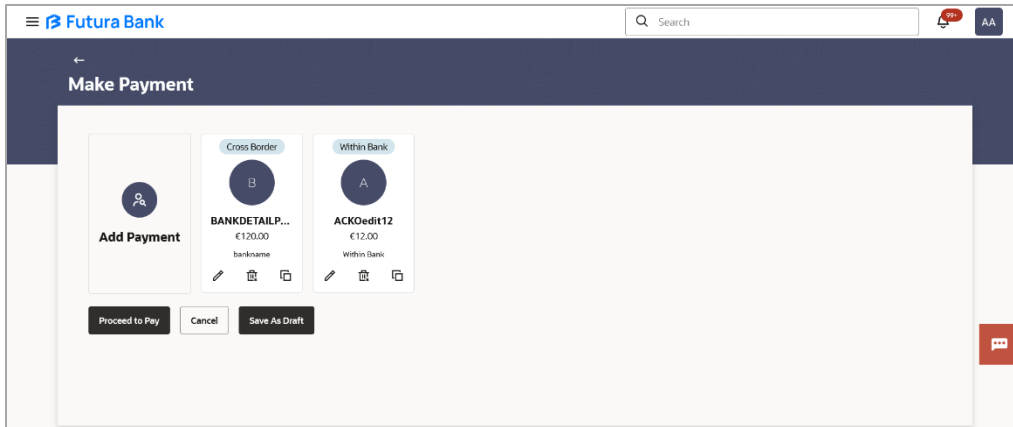 Futura Bank
Search
99+
AA
Make Payment
Add Payment
Cross Border
B
BANKDETAILP...
€120.00
bankname
Within Bank
A
ACKOedit12
€12.00
Within Bank
Proceed to Pay
Cancel
Save As Draft